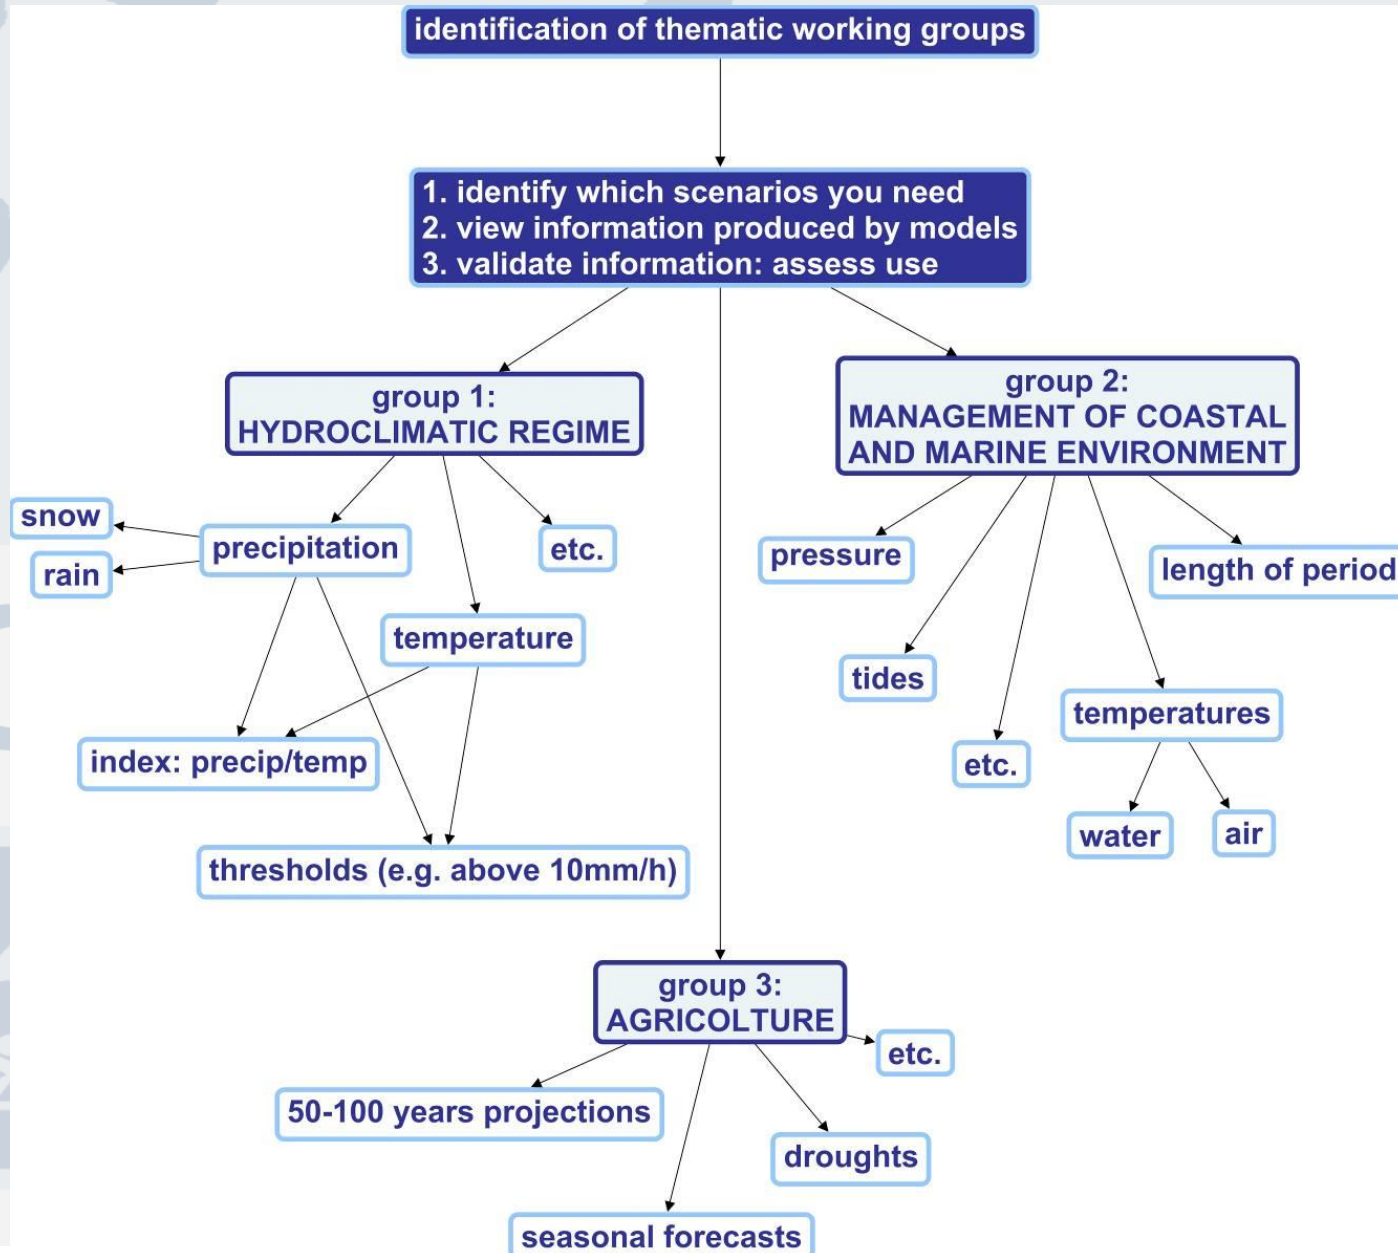 identification of thematic working groups
1. identify which scenarios you need
2. view information produced by models
3. validate information: assess use
group 1:
HYDROCLIMATIC REGIME
group 2:
MANAGEMENT OF COASTAL
AND MARINE ENVIRONMENT
snow
precipitation
etc.
rain
temperature
index: precip/temp
thresholds (e.g. above 10mm/h)
pressure
length of period
tides
temperatures
etc.
water
air
group 3:
AGRICOLTURE
etc.
50-100 years projections
droughts
seasonal forecasts